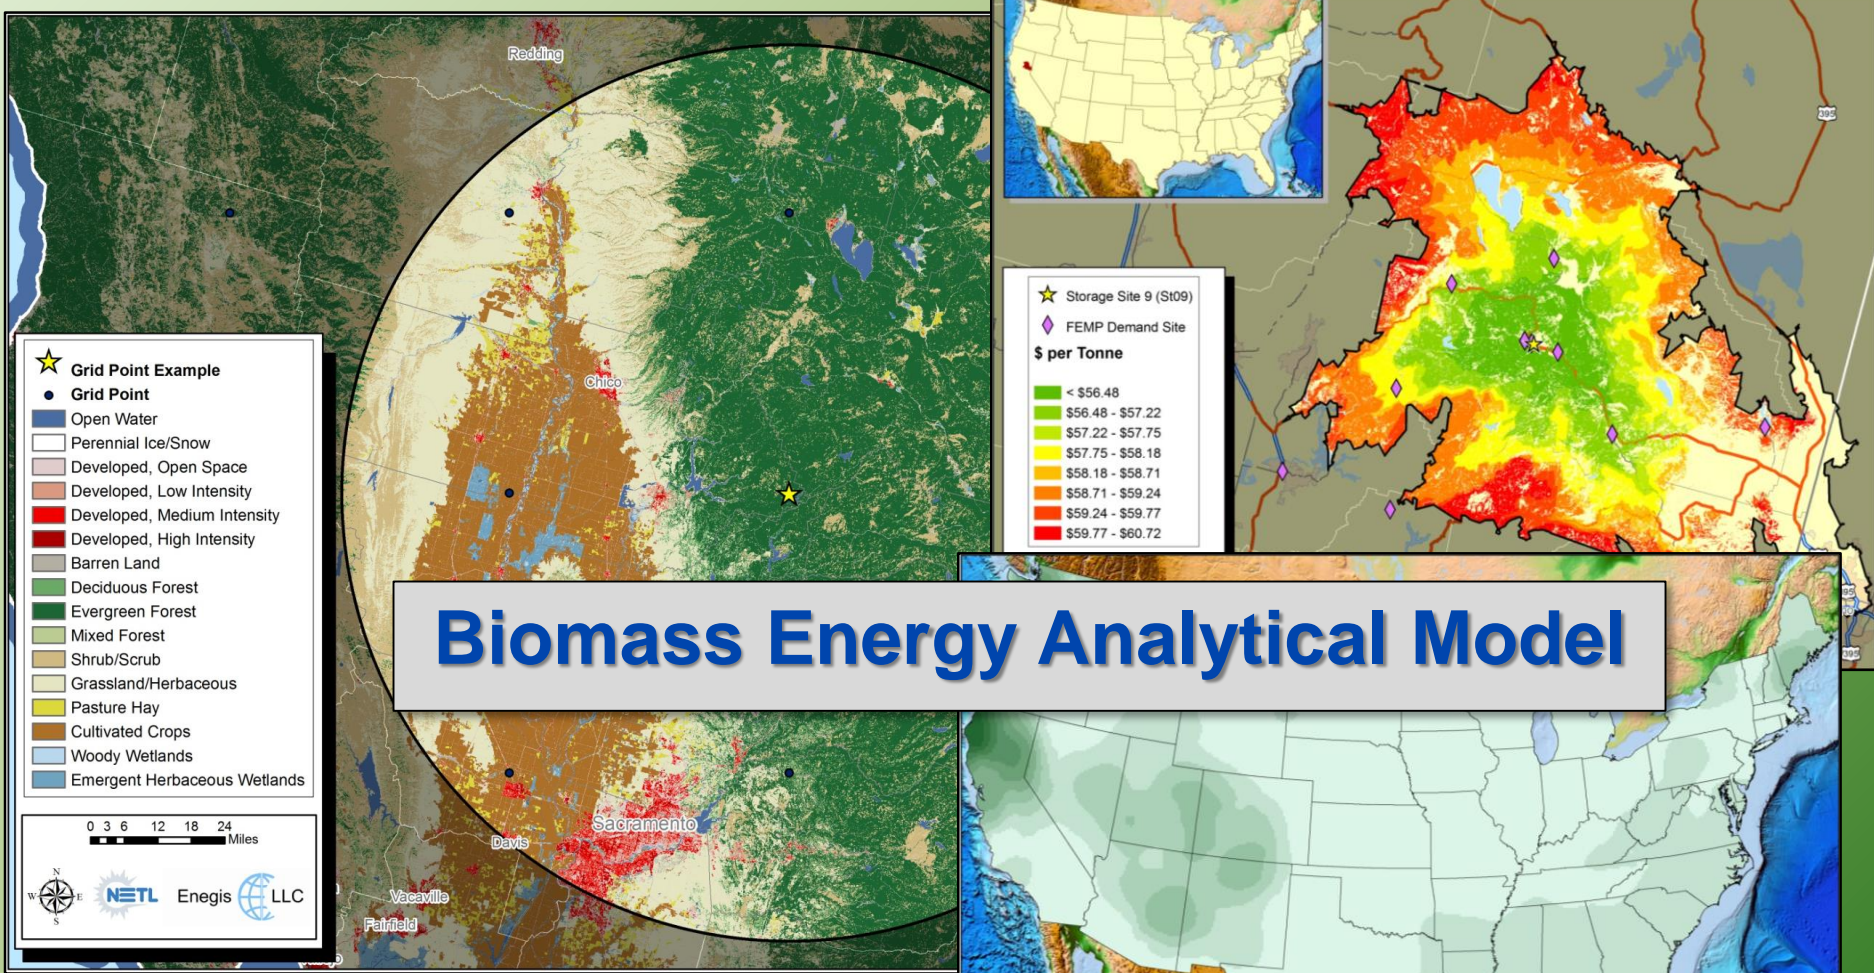 Redding
Chico
Sacramento
Davis
Vacaville
Fairfield
Grid Point Example
Grid Point
Open Water
Perennial Ice/Snow
Developed, Open Space
Developed, Low Intensity
Developed, Medium Intensity
Developed, High Intensity
Barren Land
Deciduous Forest
Evergreen Forest
Mixed Forest
Shrub/Scrub
Grassland/Herbaceous
Pasture Hay
Cultivated Crops
Woody Wetlands
Emergent Herbaceous Wetlands
0 3 6 12 18 24
Miles
N
W E
S
NETL
Enegis LLC
395
Storage Site 9 (St09)
FEMP Demand Site
$ per Tonne
< $56.48
$56.48 - $57.22
$57.22 - $57.75
$57.75 - $58.18
$58.18 - $58.71
$58.71 - $59.24
$59.24 - $59.77
$59.77 - $60.72
Biomass Energy Analytical Model
395
395